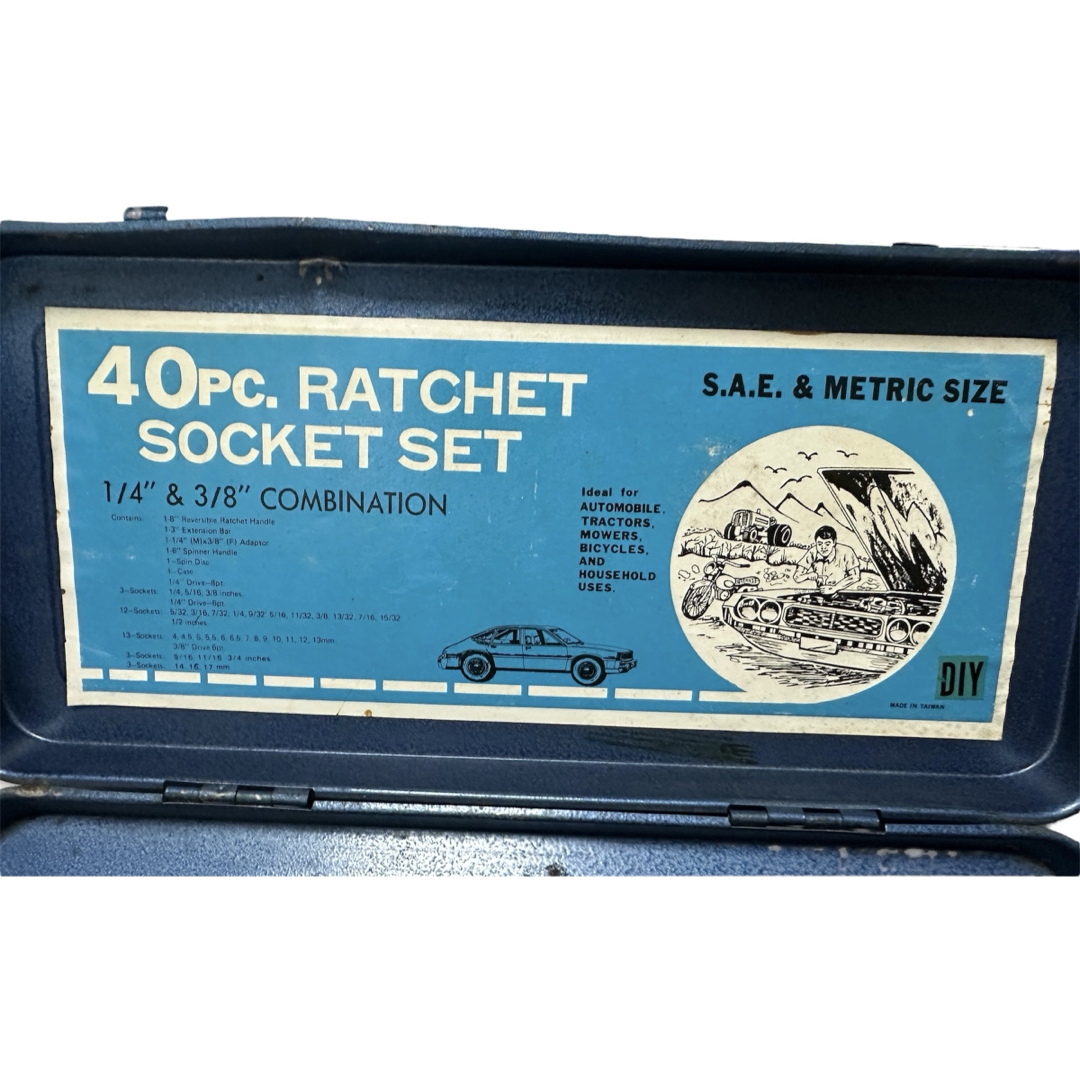 40PC. RATCHET
SOCKET SET
1/4" & 3/8" COMBINATION
Contains: 1-8" Reversible Ratchet Handle
1-3" Extension Bar
1-1/4" (M)x3/8" (F) Adaptor
1-6" Spinner Handle
1-Spin Disc
1-Case
1/4" Drive-8pt.
3-Sockets: 1/4, 5/16, 3/8 inches.
1/4" Drive-6pt.
12-Sockets: 5/32, 3/16, 7/32, 1/4, 9/32 5/16, 11/32, 3/8, 13/32, 7/16, 15/32
1/2 inches
13-Sockets: 4, 4.5, 5, 5.5, 6, 6.5, 7, 8, 9, 10, 11, 12, 13mm
3/8" Drive 6pt.
3-Sockets: 9/16 11/16 3/4 inches
3-Sockets: 14, 16, 17 mm
S.A.E. & METRIC SIZE
Ideal for
AUTOMOBILE,
TRACTORS,
MOWERS,
BICYCLES,
AND
HOUSEHOLD
USES.
DIY
MADE IN TAIWAN